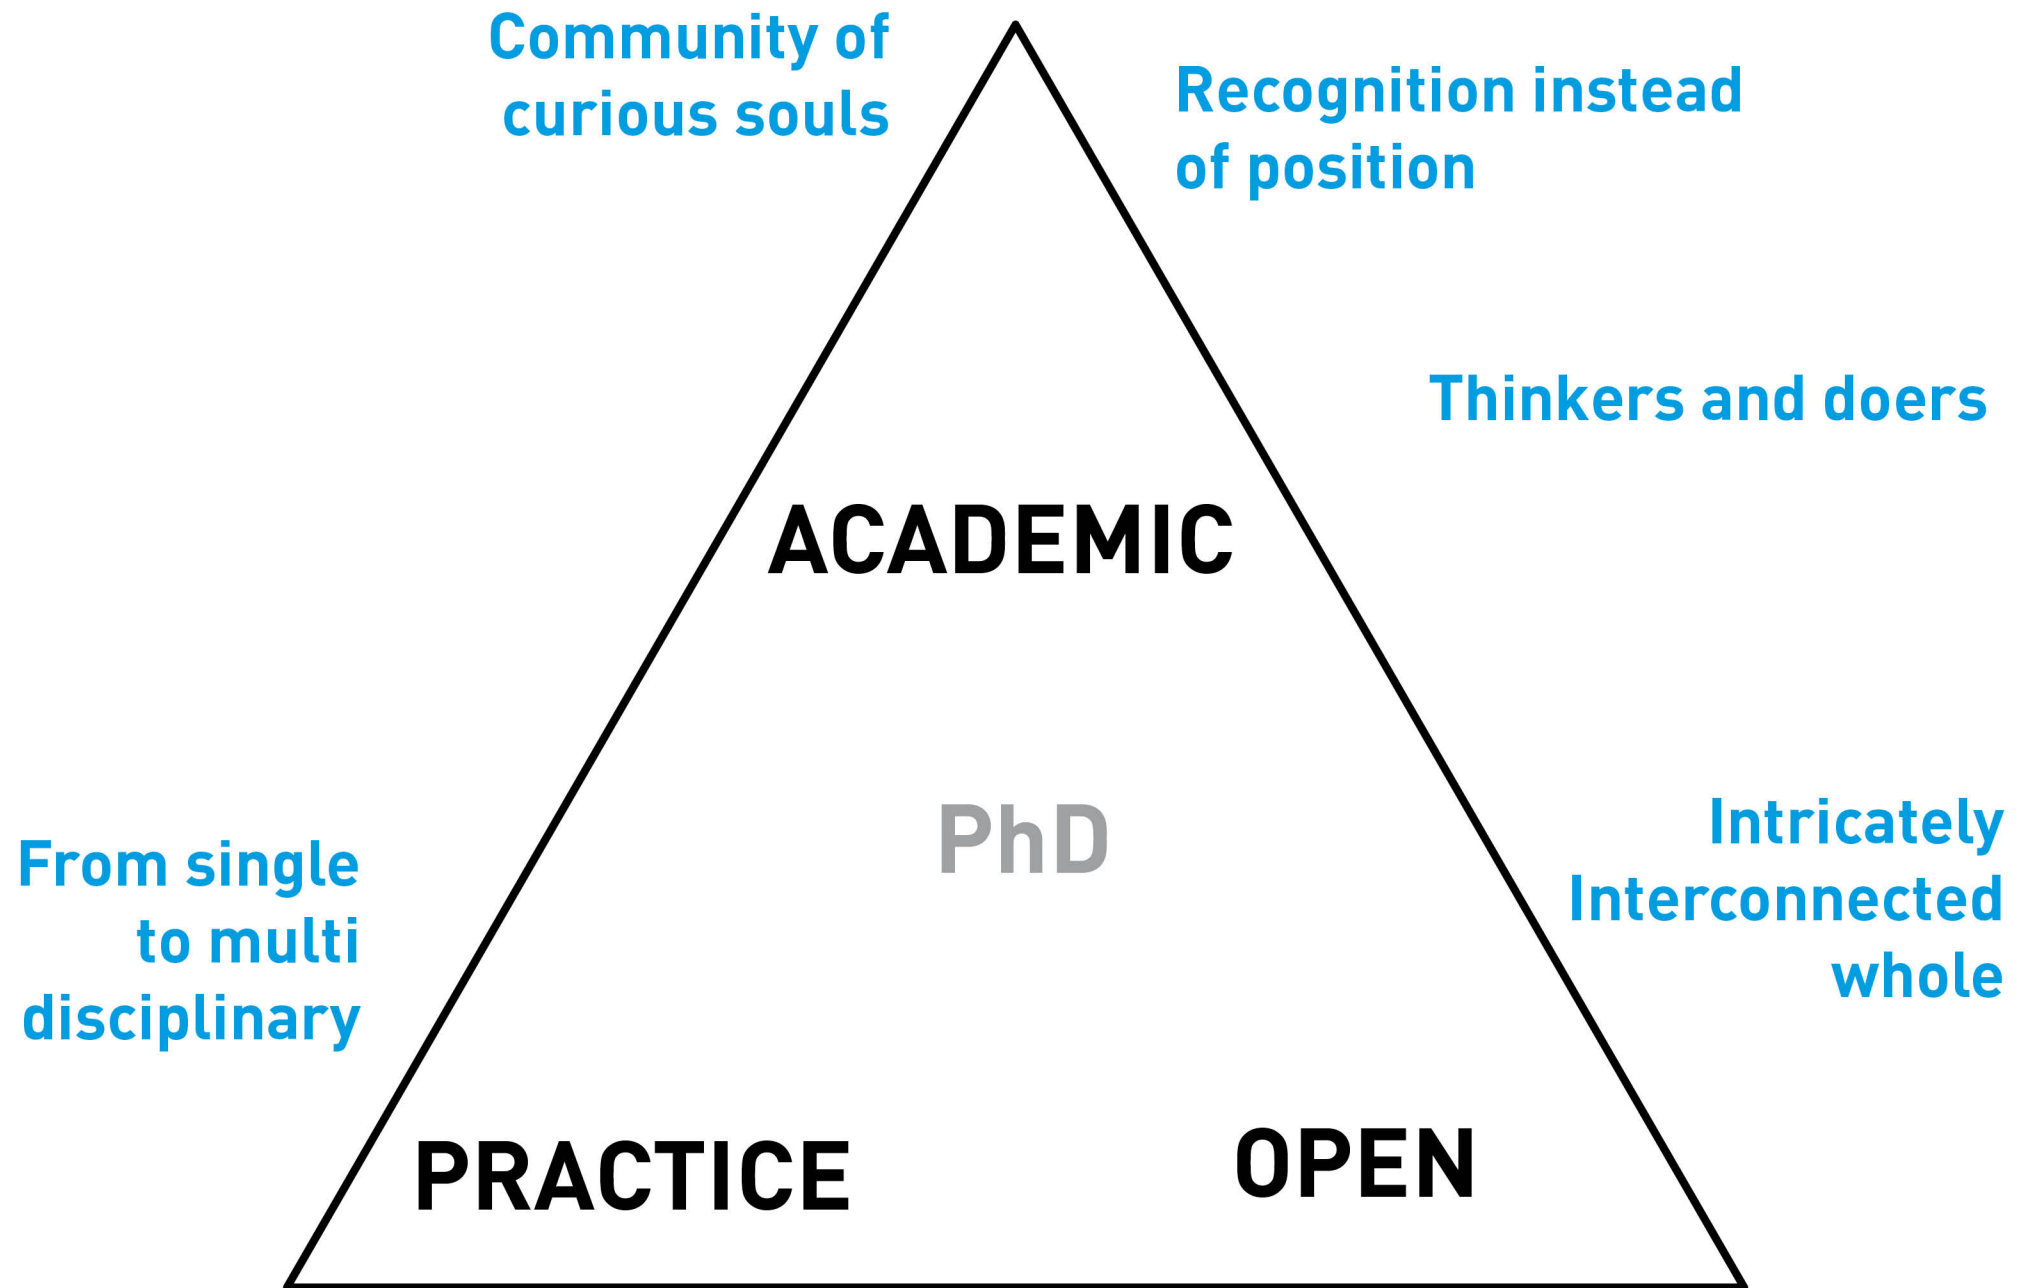 Community of
curious souls
Recognition instead
of position
Thinkers and doers
ACADEMIC
PhD
From single
to multi
disciplinary
Intricately
Interconnected
whole
PRACTICE
OPEN